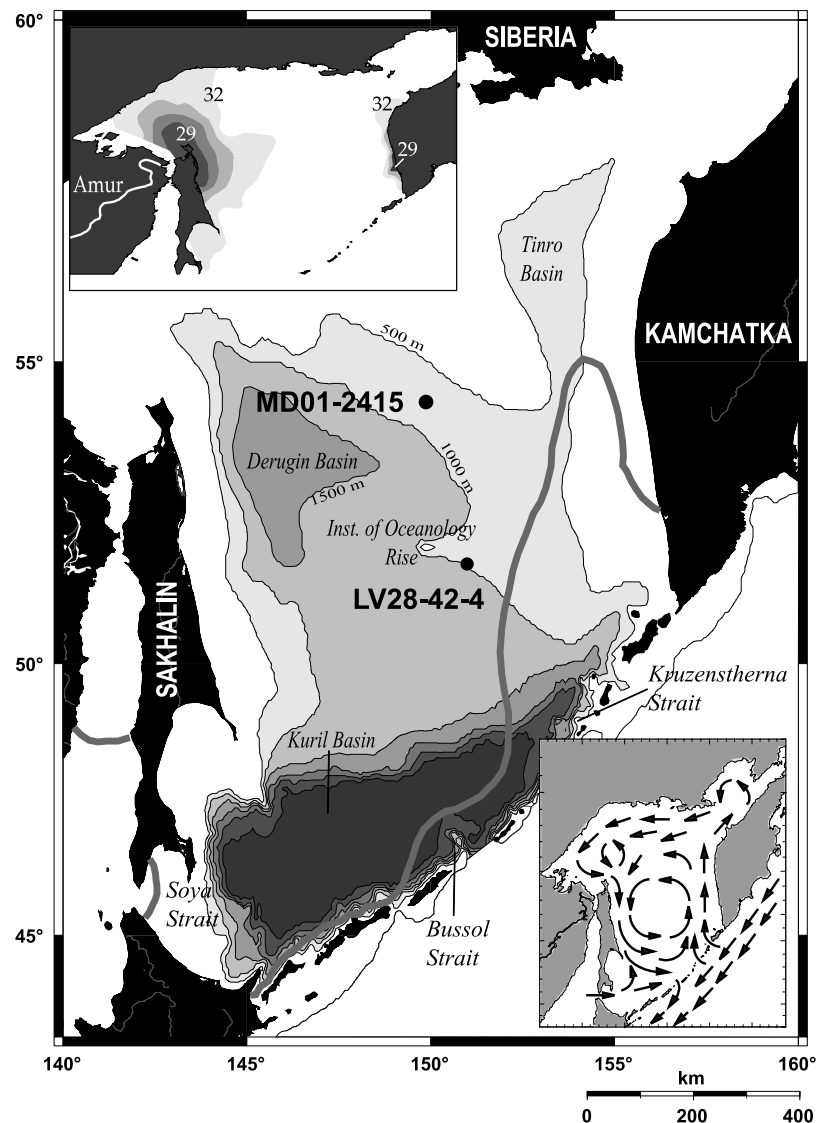 60°
SIBERIA
32
32
29
29
Amur
Tinro
Basin
KAMCHATKA
500 m
55°
MD01-2415
1000 m
Derugin Basin
1500 m
Inst. of Oceanology
Rise
LV28-42-4
SAKHALIN
50°
Kruzenstherna
Strait
Kuril Basin
Soya
Strait
Bussol
Strait
45°
140°
145°
150°
155°
160°
km
0
200
400